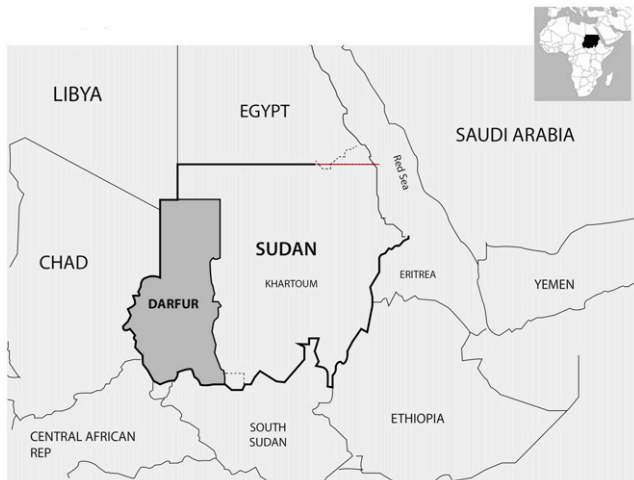 LIBYA
EGYPT
SAUDI ARABIA
Red Sea
SUDAN
CHAD
KHARTOUM
ERITREA
YEMEN
DARFUR
ETHIOPIA
SOUTH
SUDAN
CENTRAL AFRICAN
REP